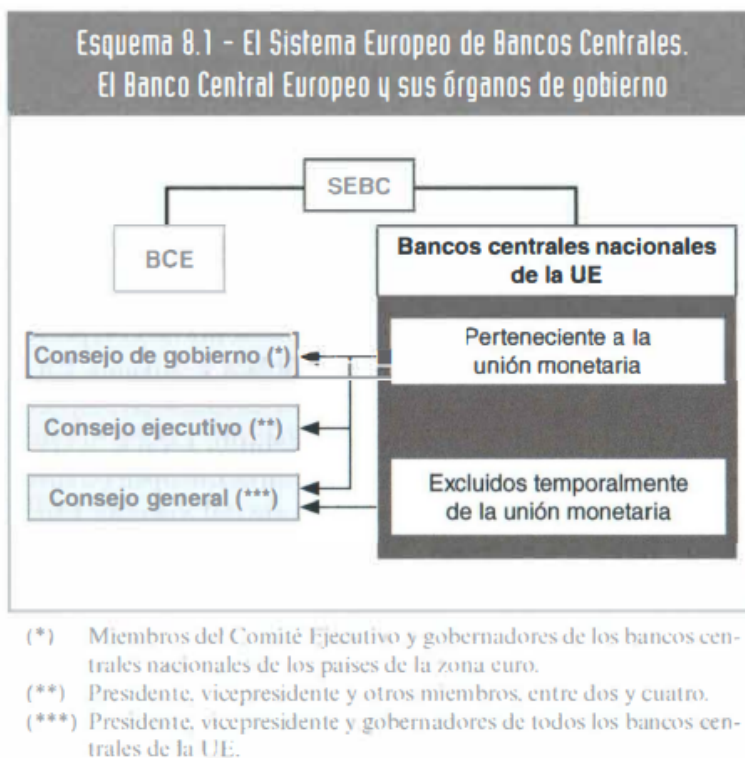 Esquema 8.1 - El Sistema Europeo de Bancos Centrales.
El Banco Central Europeo y sus órganos de gobierno
SEBC
BCE
Bancos centrales nacionales
de la UE
Consejo de gobierno (*)
Perteneciente a la
unión monetaria
Consejo ejecutivo (**)
Consejo general (***)
Excluidos temporalmente
de la unión monetaria
(*) Miembros del Comité Ejecutivo y gobernadores de los bancos cen-
trales nacionales de los países de la zona euro.
(**) Presidente, vicepresidente y otros miembros, entre dos y cuatro.
(***) Presidente, vicepresidente y gobernadores de todos los bancos cen-
trales de la UE.